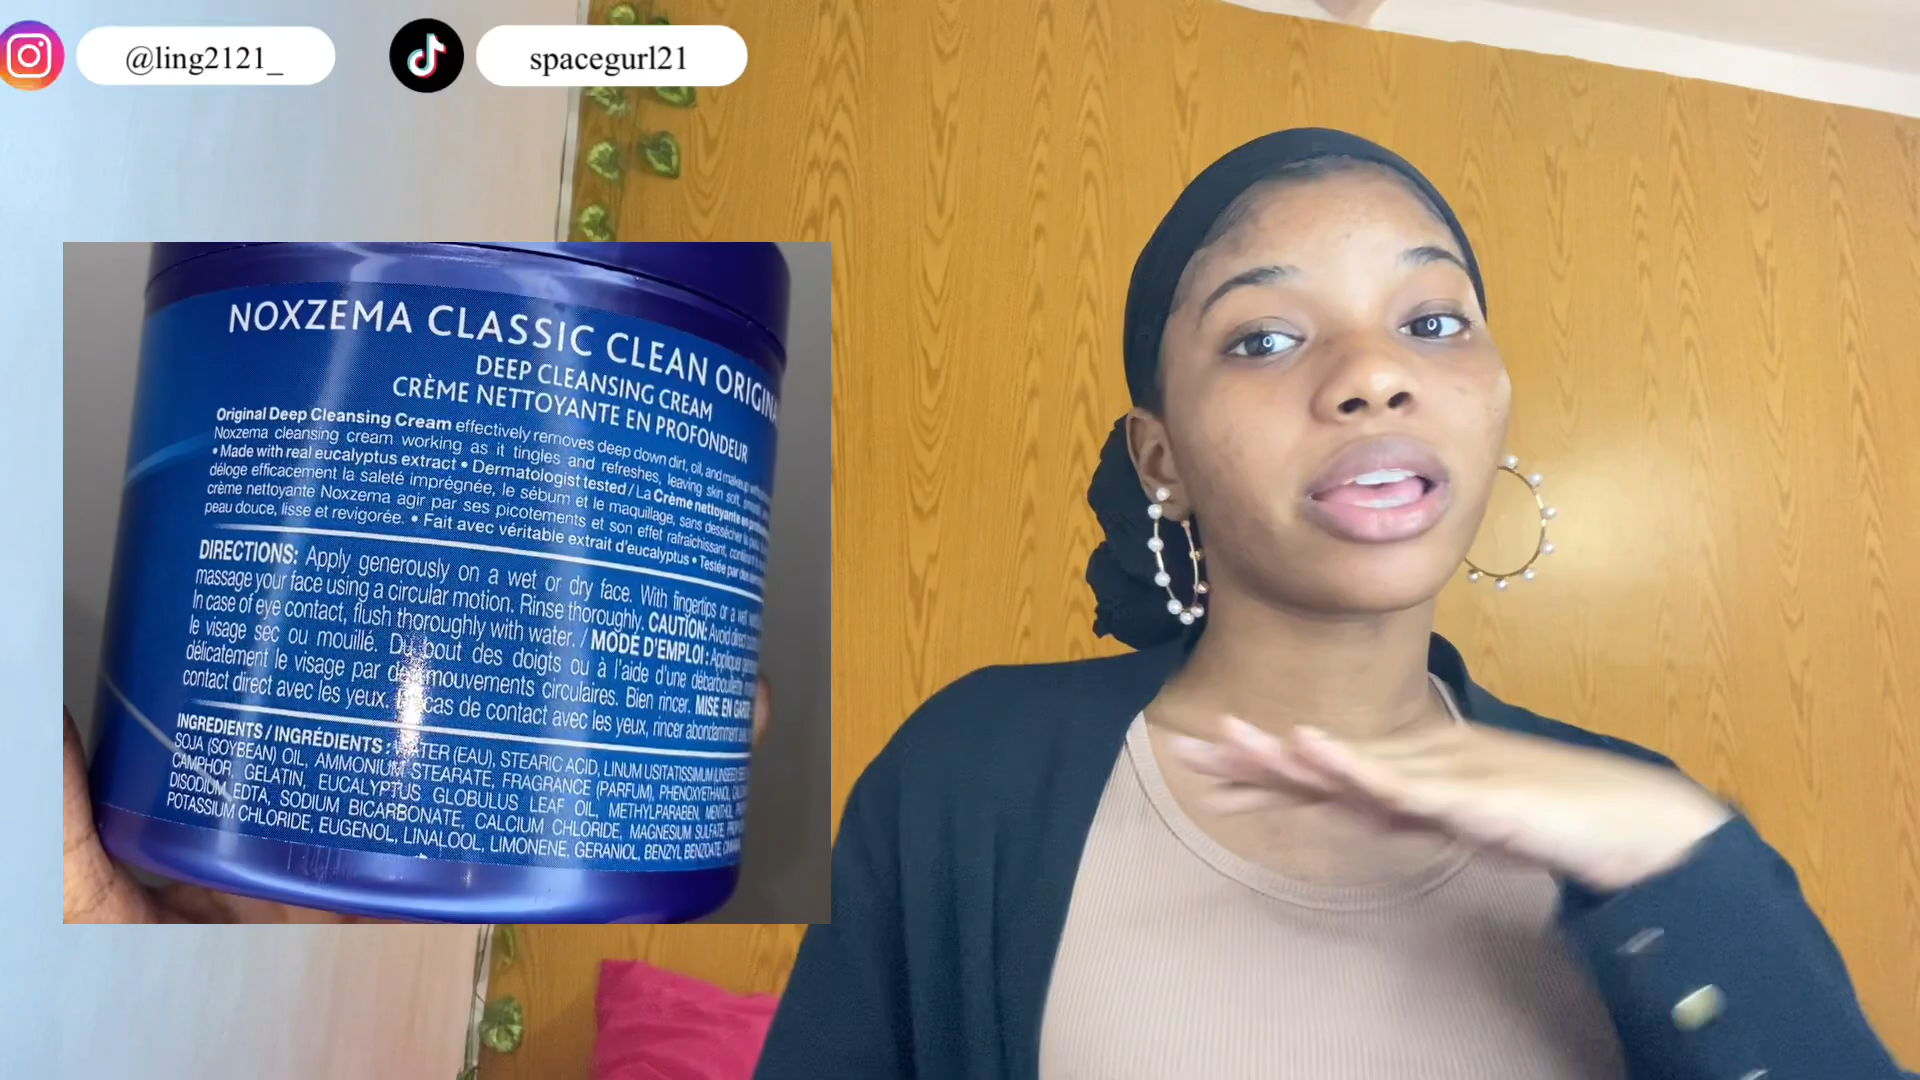 @ling2121_
spacegurl21
NOXZEMA CLASSIC CLEAN
DEEP CLEANSING CREAM
CRÈME NETTOYANTE EN PROFONDEUR
Original Deep Cleansing Cream effectively removes deep down dirt, oil, and makeup
Noxzema cleansing cream working as it tingles and refreshes, leaving skin soft,
• Made with real eucalyptus extract • Dermatologist tested / La Crème nettoyante en
déloge efficacement la saleté imprégnée, le sébum et le maquillage, sans dessécher la
crème nettoyante Noxzema agir par ses picotements et son effet rafraîchissant,
peau douce, lisse et revigorée. • Fait avec véritable extrait d'eucalyptus • Testée par
DIRECTIONS: Apply generously on a wet or dry face. With fingertips or a wet
massage your face using a circular motion. Rinse thoroughly. CAUTION: Avoid direct
In case of eye contact, flush thoroughly with water. / MODE D'EMPLOI : Appliquer
le visage sec ou mouillé. Du bout des doigts ou à l'aide d'une débarbouillette
délicatement le visage par des mouvements circulaires. Bien rincer. MISE EN GARDE
contact direct avec les yeux. cas de contact avec les yeux, rincer abondamment
INGREDIENTS / INGRÉDIENTS : WATER (EAU), STEARIC ACID, LINUM USITATISSIMUM (LINSEED)
SOJA (SOYBEAN) OIL, AMMONIUM STEARATE, FRAGRANCE (PARFUM), PHENOXYETHANOL,
CAMPHOR, GELATIN, EUCALYPTUS GLOBULUS LEAF OIL, METHYLPARABEN, MENTHOL,
DISODIUM EDTA, SODIUM BICARBONATE, CALCIUM CHLORIDE, MAGNESIUM SULFATE,
POTASSIUM CHLORIDE, EUGENOL, LINALOOL, LIMONENE, GERANIOL, BENZYL BENZOATE,